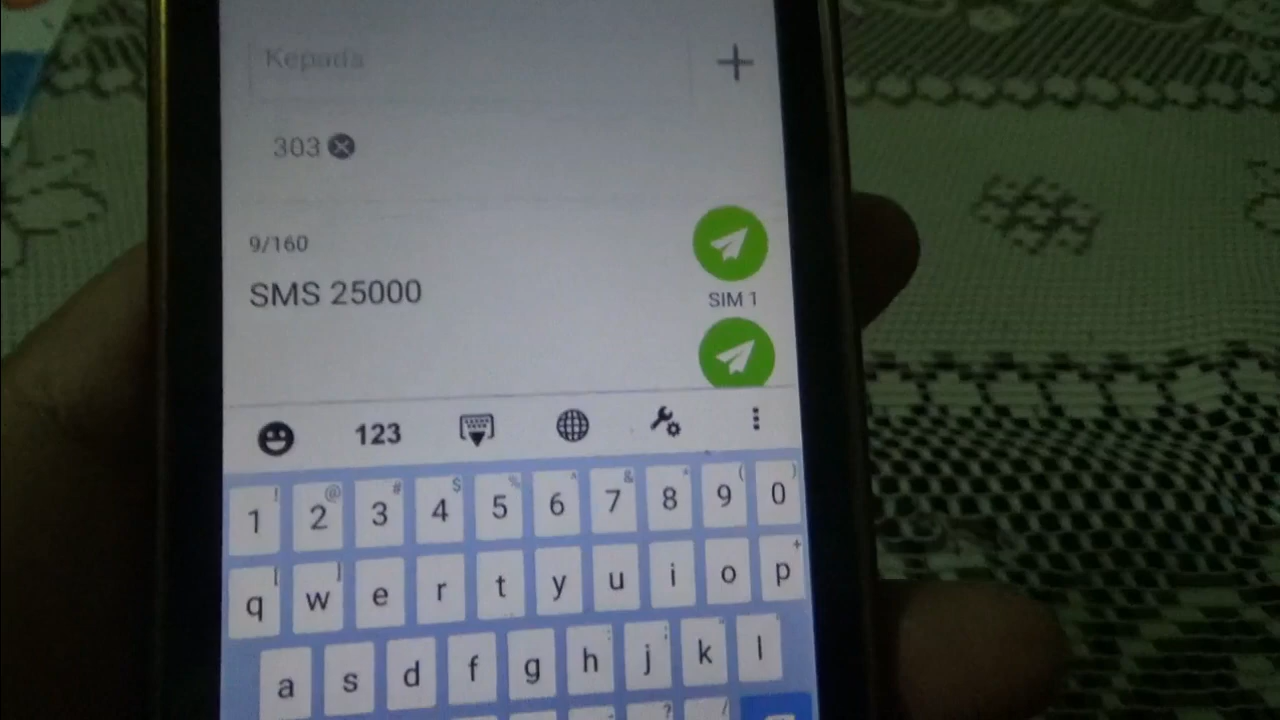 Kepada
303
9/160
SMS 25000
SIM 1
123
! @ # $ % ^ & * ( )
1 2 3 4 5 6 7 8 9 0
[ ] +
q w e r t y u i o p
a s d f g h j k l